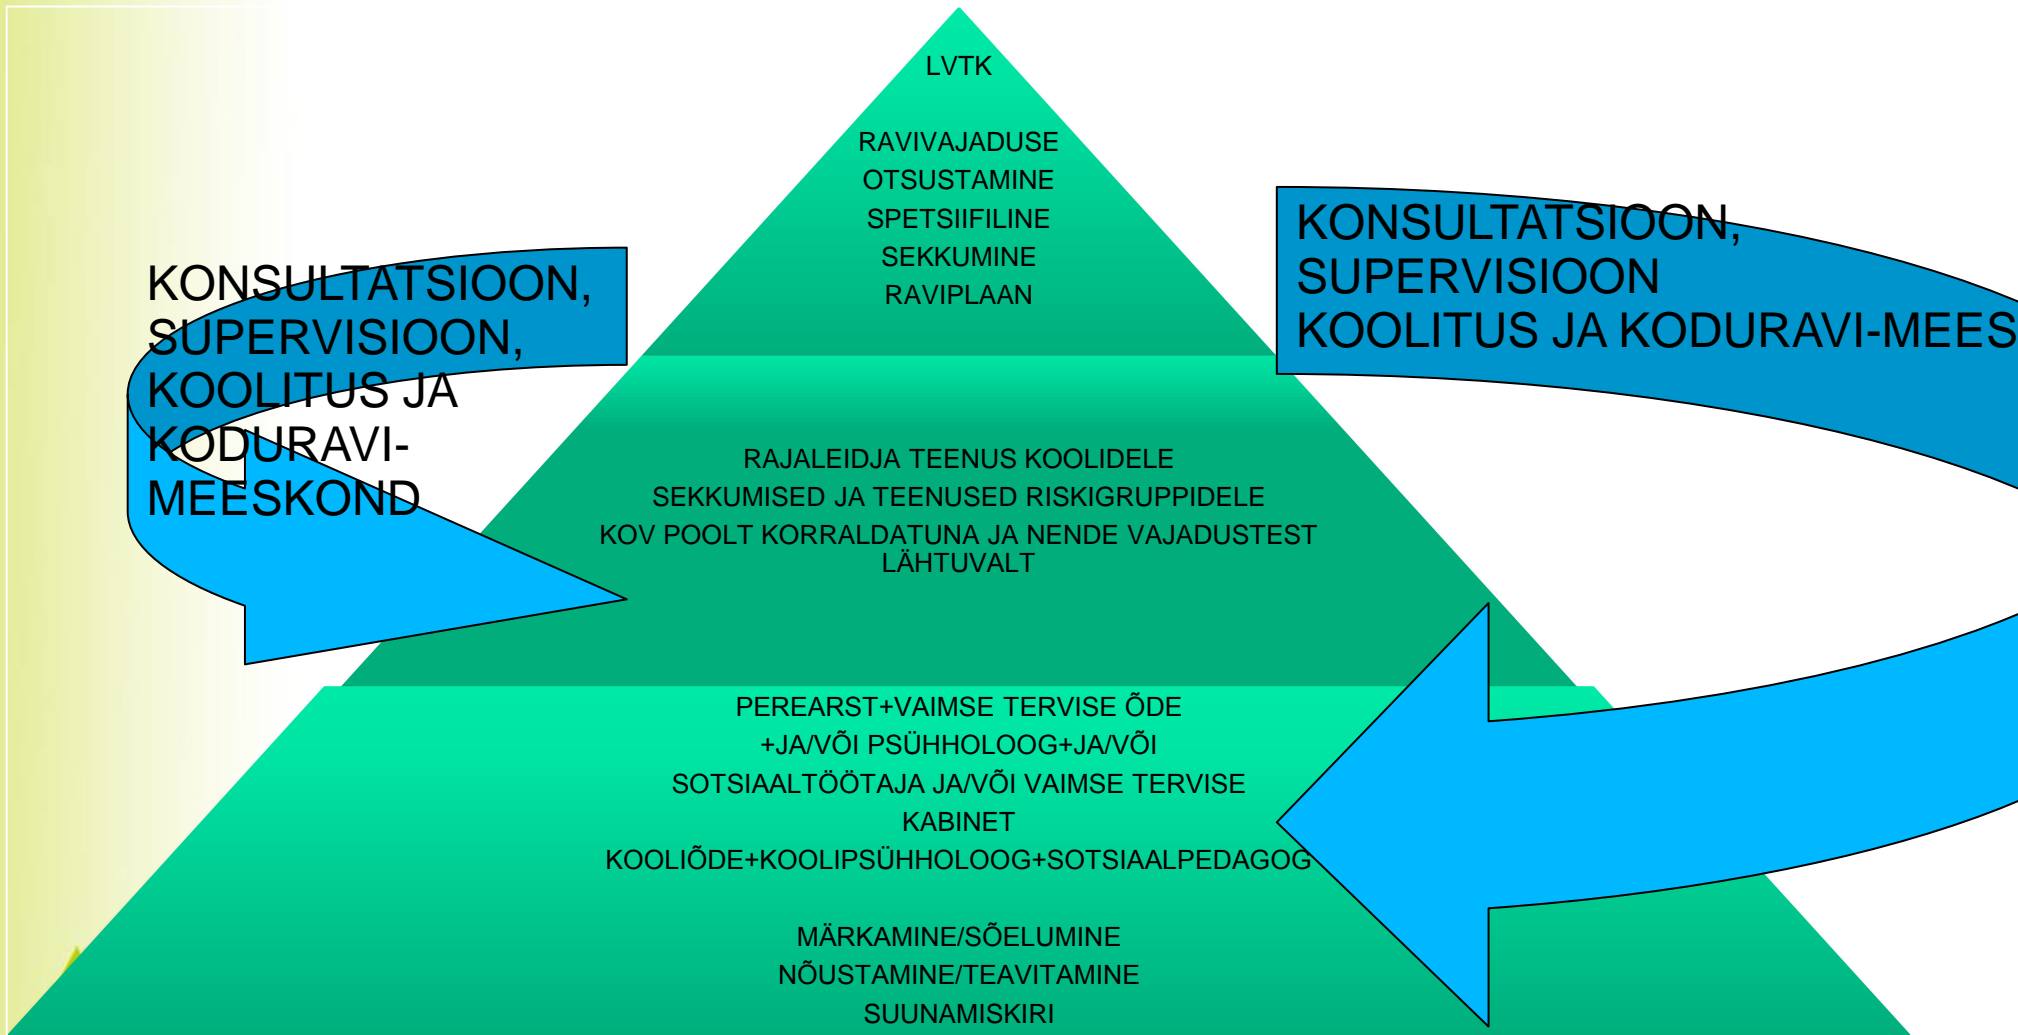 LVTK
RAVIVAJADUSE
OTSUSTAMINE
SPETSIIFILINE
SEKKUMINE
RAVIPLAAN
KONSULTATSIOON,
SUPERVISIOON,
KOOLITUS JA
KODURAVI-
MEESKOND
KONSULTATSIOON,
SUPERVISIOON
KOOLITUS JA KODURAVI-MEES
RAJALEIDJA TEENUS KOOLIDELE
SEKKUMISED JA TEENUSED RISKIGRUPPIDELE
KOV POOLT KORRALDATUNA JA NENDE VAJADUSTEST
LÄHTUVALT
PEREARST+VAIMSE TERVISE ÕDE
+JA/VÕI PSÜHHOLOOG+JA/VÕI
SOTSIAALTÖÖTAJA JA/VÕI VAIMSE TERVISE
KABINET
KOOLIÕDE+KOOLIPSÜHHOLOOG+SOTSIAALPEDAGOG
MÄRKAMINE/SÕELUMINE
NÕUSTAMINE/TEAVITAMINE
SUUNAMISKIRI